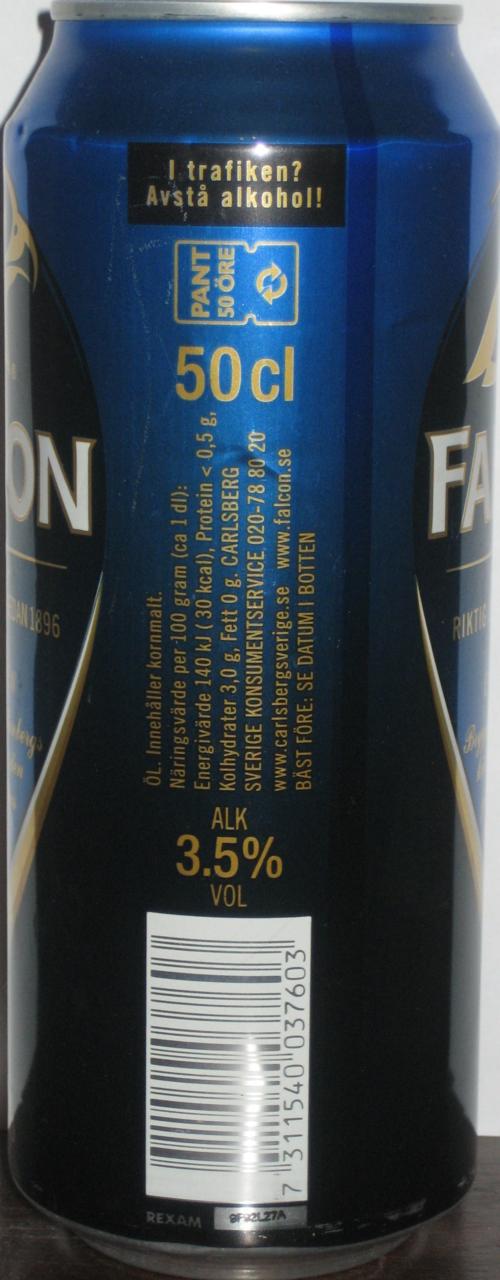 I trafiken?
Avstå alkohol!
PANT
50 ÖRE
50 cl
ÖL. Innehåller kornmalt.
Näringsvärde per 100 gram (ca 1 dl):
Energivärde 140 kJ (30 kcal), Protein < 0,5 g,
Kolhydrater 3,0 g, Fett 0 g. CARLSBERG
SVERIGE KONSUMENTSERVICE 020-78 80 20
www.carlsbergsverige.se www.falcon.se
BÄST FÖRE: SE DATUM I BOTTEN
ALK
3.5%
VOL
7 311540 037603
REXAM
ON
1896
FA
RIKTIG